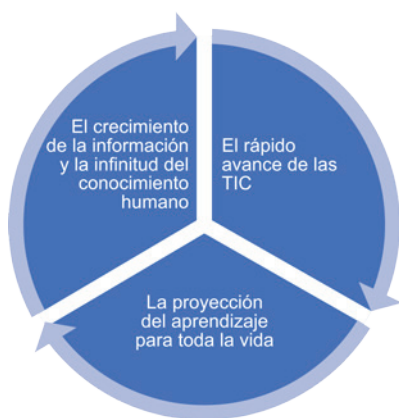 El crecimiento
de la información
y la infinitud del
conocimiento
humano
El rápido
avance de las
TIC
La proyección
del aprendizaje
para toda la vida